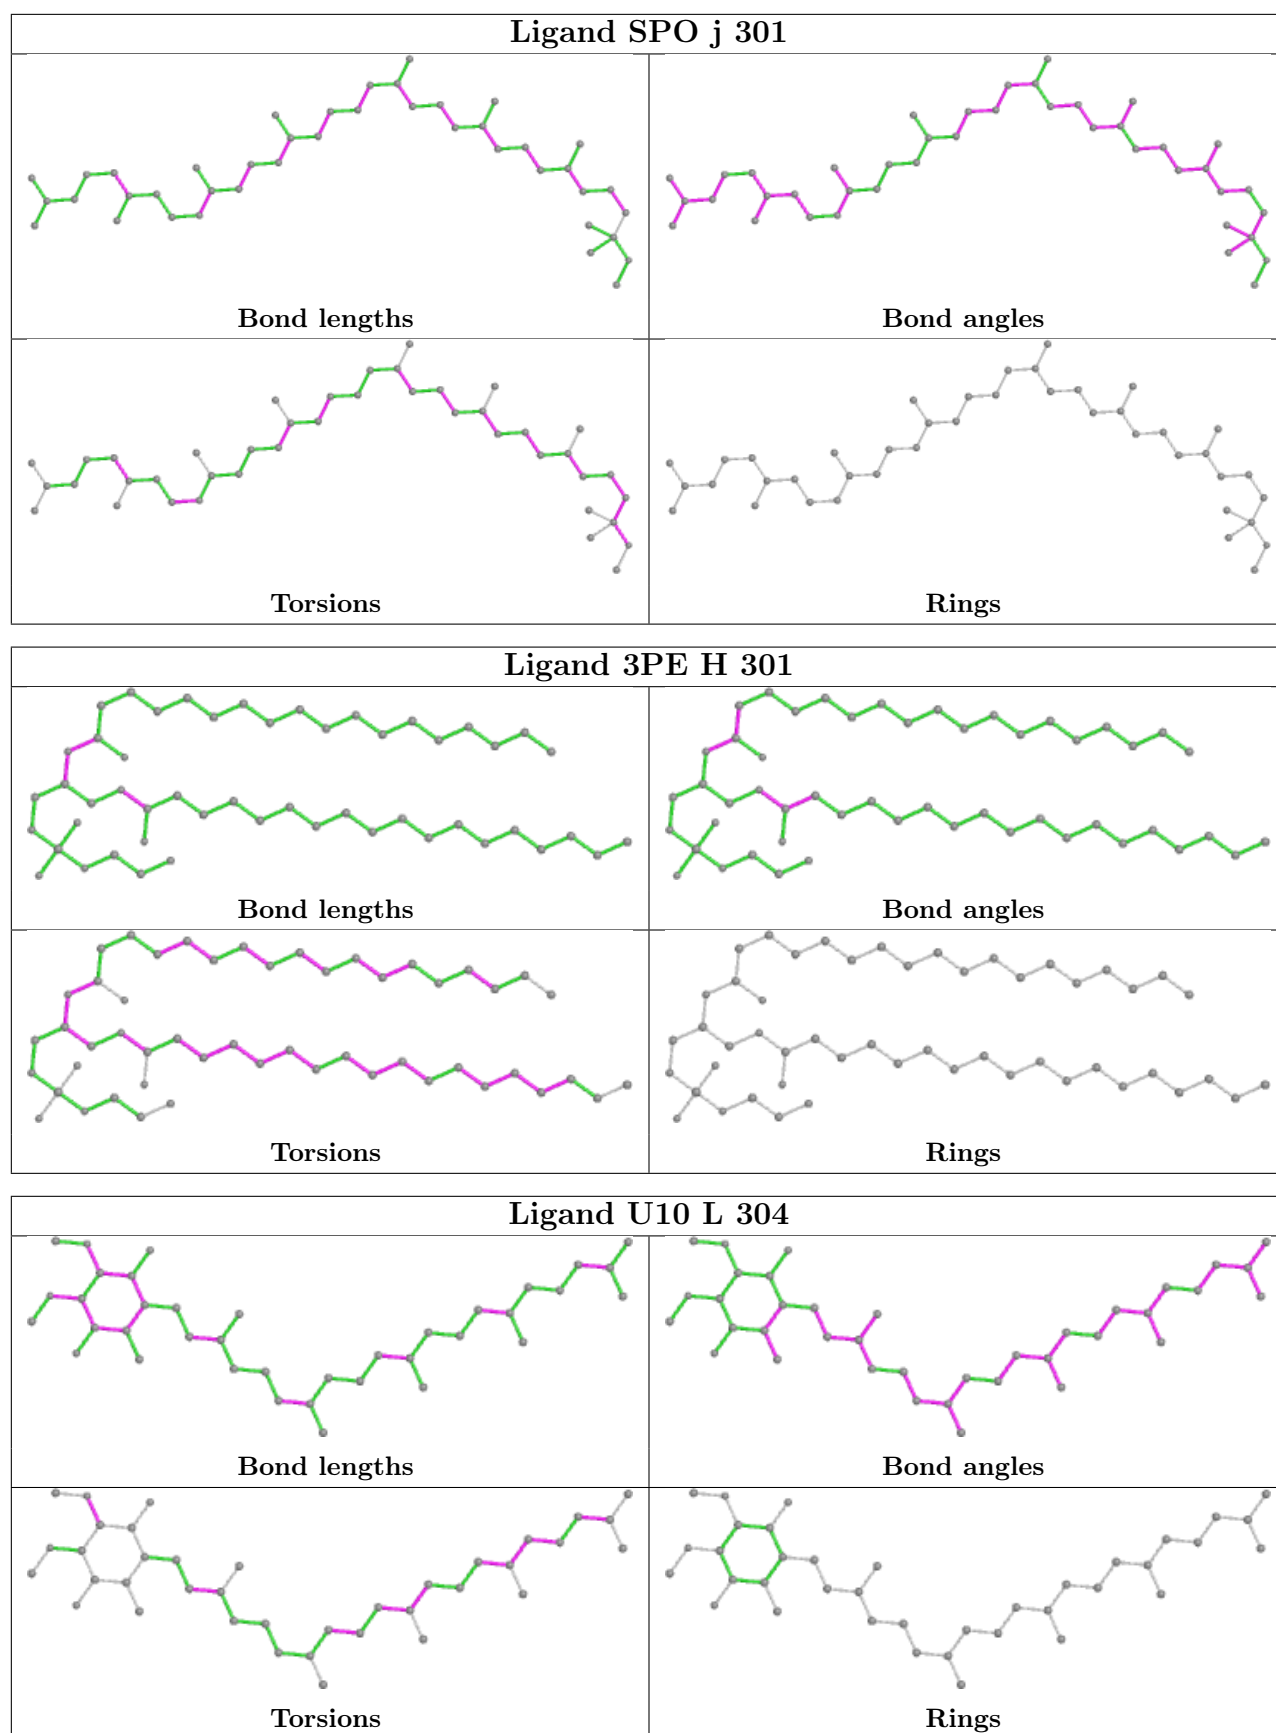 Ligand SPO j 301
Bond lengths
Bond angles
Torsions
Rings
Ligand 3PE H 301
Bond lengths
Bond angles
Torsions
Rings
Ligand U10 L 304
Bond lengths
Bond angles
Torsions
Rings